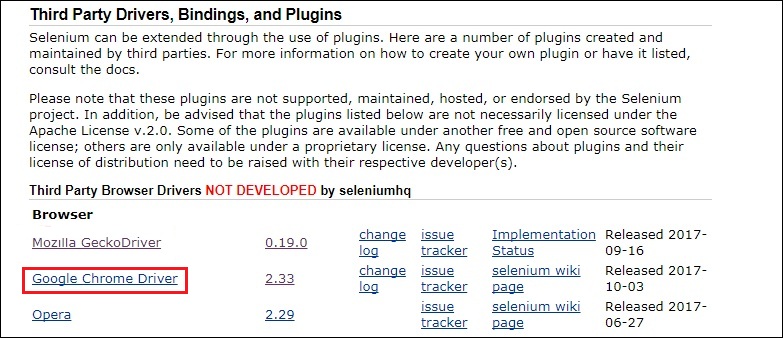 Third Party Drivers, Bindings, and Plugins
Selenium can be extended through the use of plugins. Here are a number of plugins created and
maintained by third parties. For more information on how to create your own plugin or have it listed,
consult the docs.
Please note that these plugins are not supported, maintained, hosted, or endorsed by the Selenium
project. In addition, be advised that the plugins listed below are not necessarily licensed under the
Apache License v.2.0. Some of the plugins are available under another free and open source software
license; others are only available under a proprietary license. Any questions about plugins and their
license of distribution need to be raised with their respective developer(s).
Third Party Browser Drivers NOT DEVELOPED by seleniumhq
Browser
Mozilla GeckoDriver 0.19.0 change log issue tracker Implementation Status Released 2017-09-16
Google Chrome Driver 2.33 change log issue tracker selenium wiki page Released 2017-10-03
Opera 2.29 issue tracker selenium wiki page Released 2017-06-27